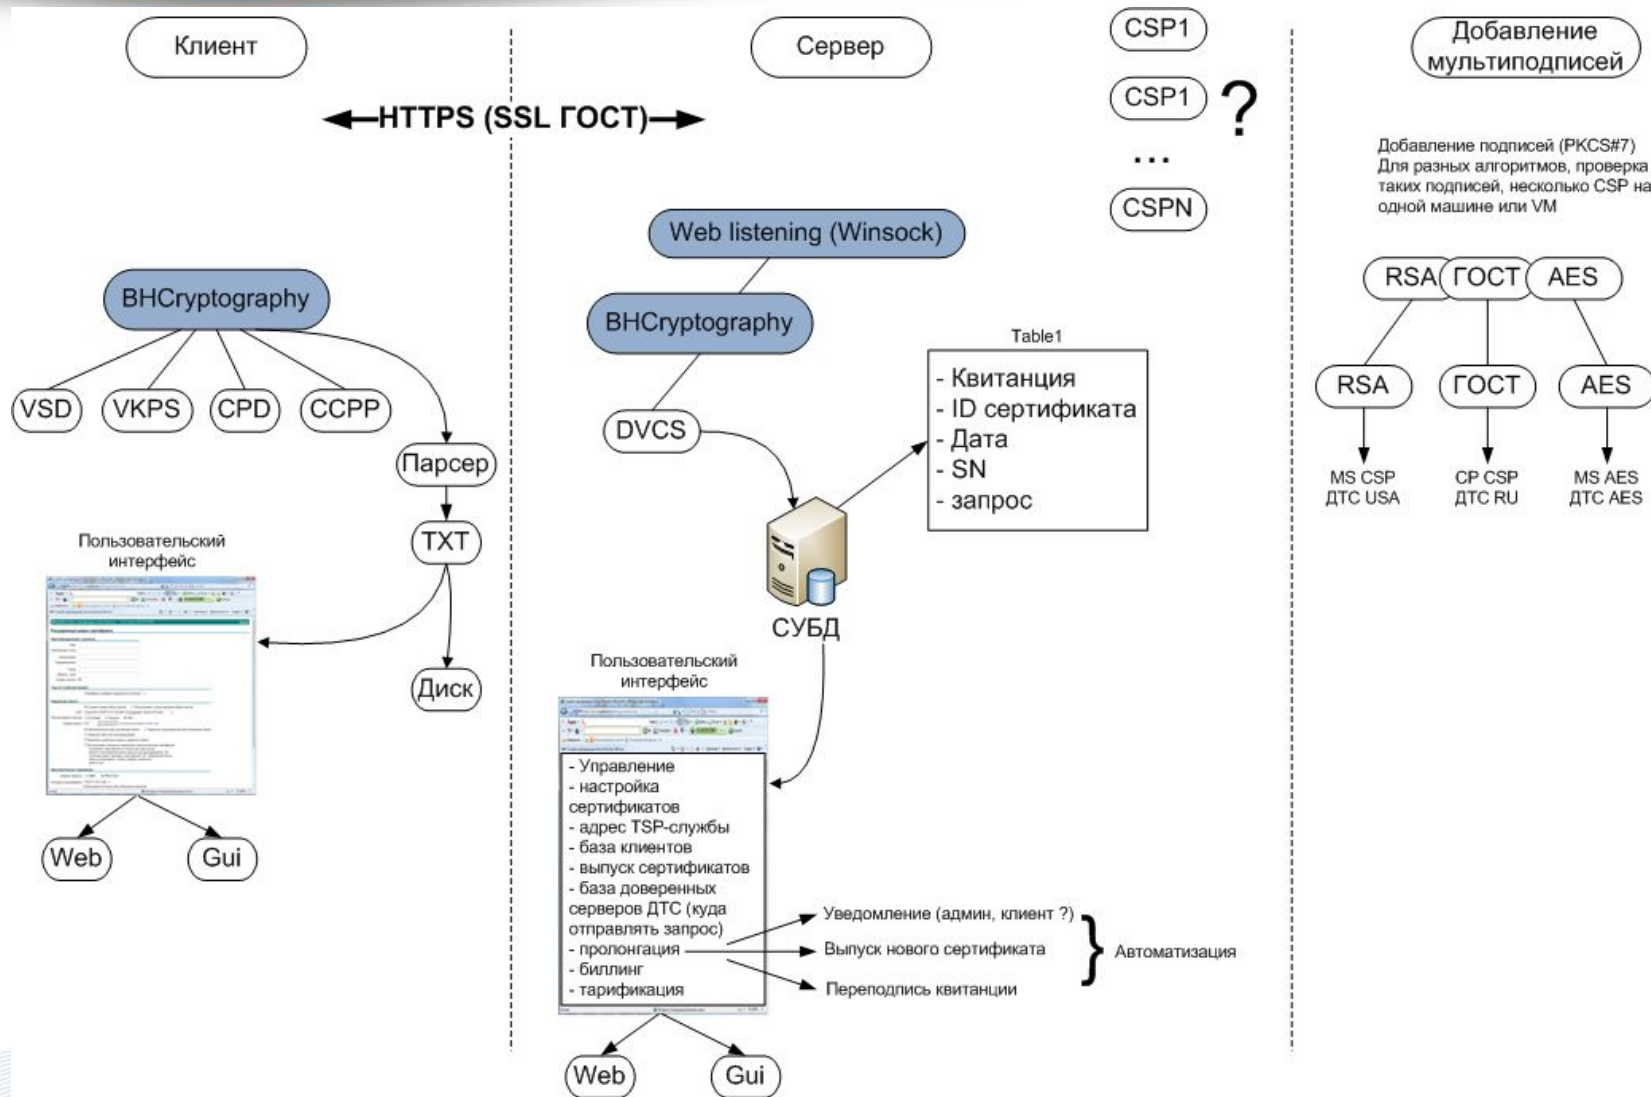 Клиент
HTTPS (SSL ГОСТ)
BHCryptography
VSD
VKPS
CPD
CCPP
Парсер
TXT
Диск
Пользовательский
интерфейс
Web
Gui
Сервер
CSP1
CSP1
?
...
CSPN
Web listening (Winsock)
BHCryptography
DVCS
Table1
- Квитанция
- ID сертификата
- Дата
- SN
- запрос
СУБД
Пользовательский
интерфейс
- Управление
- настройка
сертификатов
- адрес TSP-службы
- база клиентов
- выпуск сертификатов
- база доверенных
серверов ДТС (куда
отправлять запрос)
- пролонгация
- биллинг
- тарификация
Уведомление (админ, клиент ?)
Выпуск нового сертификата
Переподпись квитанции
} Автоматизация
Web
Gui
Добавление
мультиподписей
Добавление подписей (PKCS#7)
Для разных алгоритмов, проверка
таких подписей, несколько CSP на
одной машине или VM
RSA ГОСТ AES
RSA
ГОСТ
AES
MS CSP
ДТС USA
CP CSP
ДТС RU
MS AES
ДТС AES